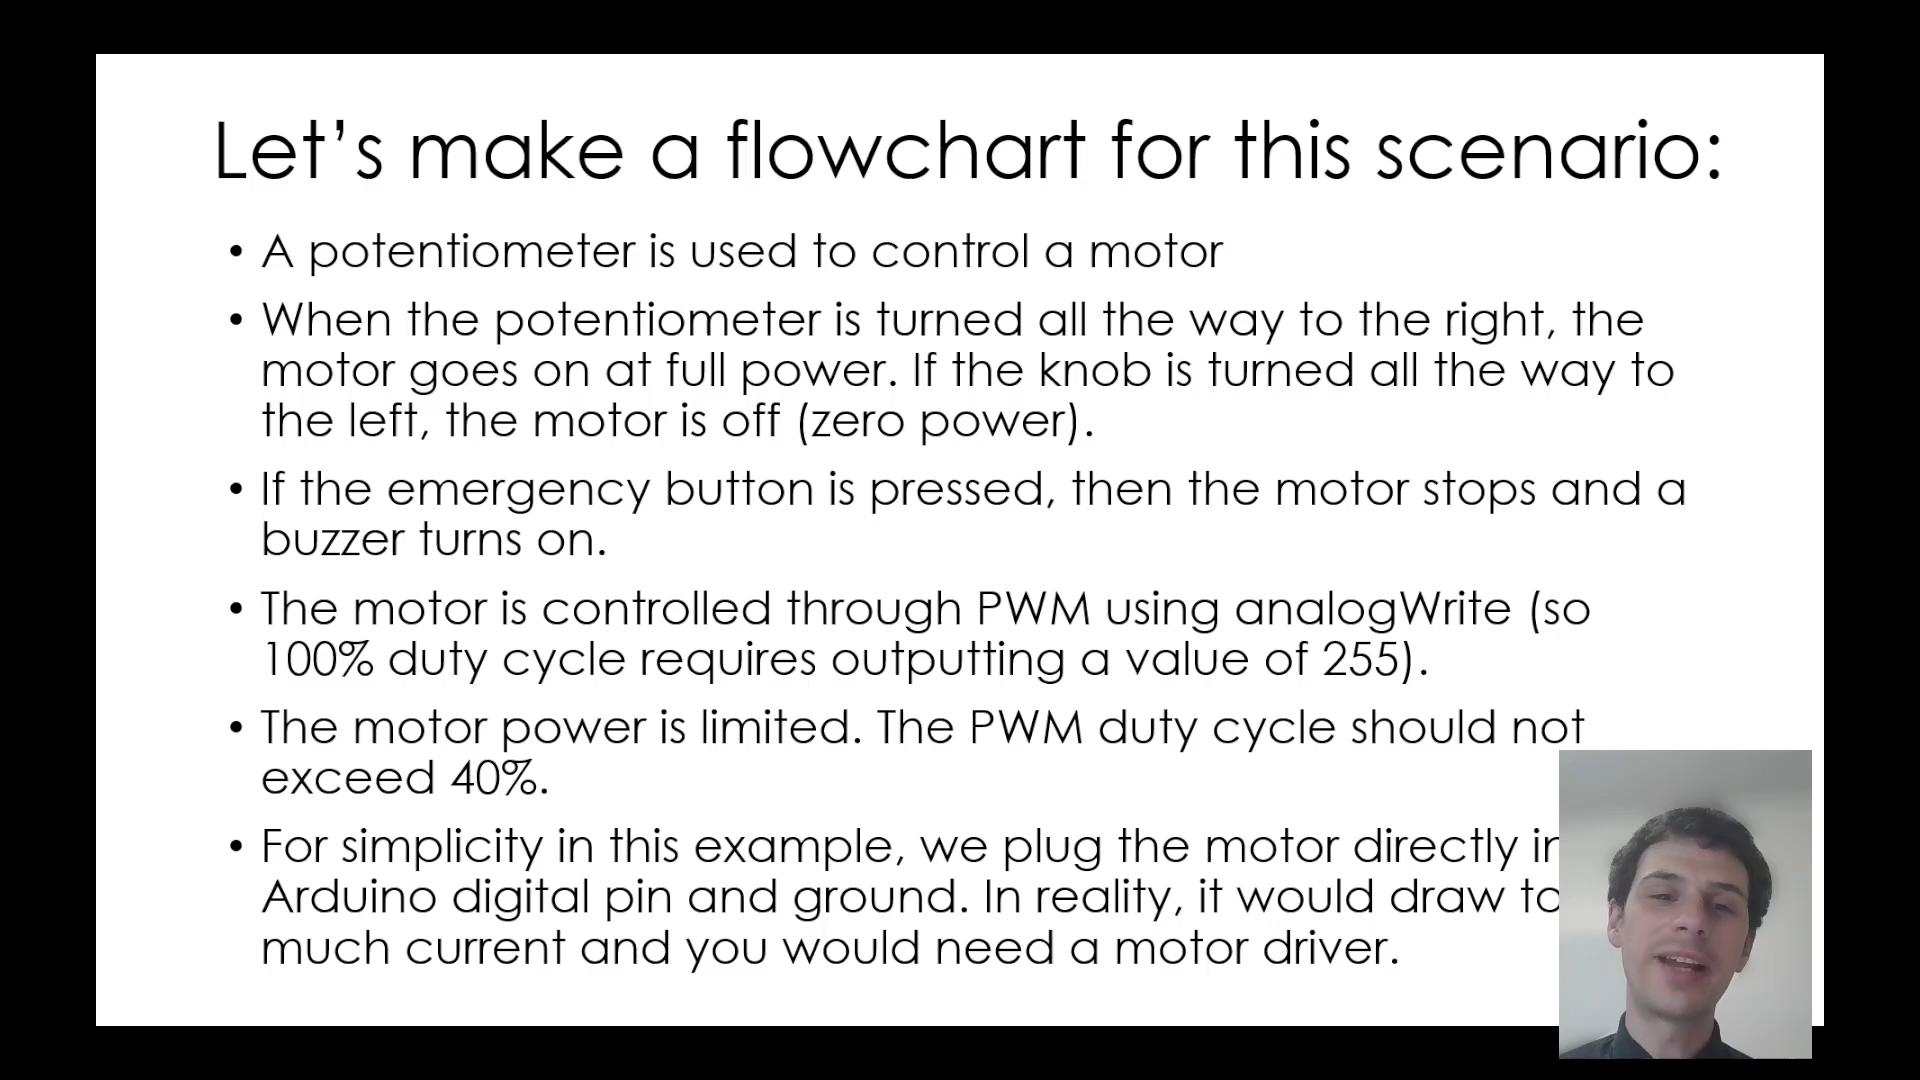 Let’s make a flowchart for this scenario:
• A potentiometer is used to control a motor
• When the potentiometer is turned all the way to the right, the
motor goes on at full power. If the knob is turned all the way to
the left, the motor is off (zero power).
• If the emergency button is pressed, then the motor stops and a
buzzer turns on.
• The motor is controlled through PWM using analogWrite (so
100% duty cycle requires outputting a value of 255).
• The motor power is limited. The PWM duty cycle should not
exceed 40%.
• For simplicity in this example, we plug the motor directly
Arduino digital pin and ground. In reality, it would draw
much current and you would need a motor driver.